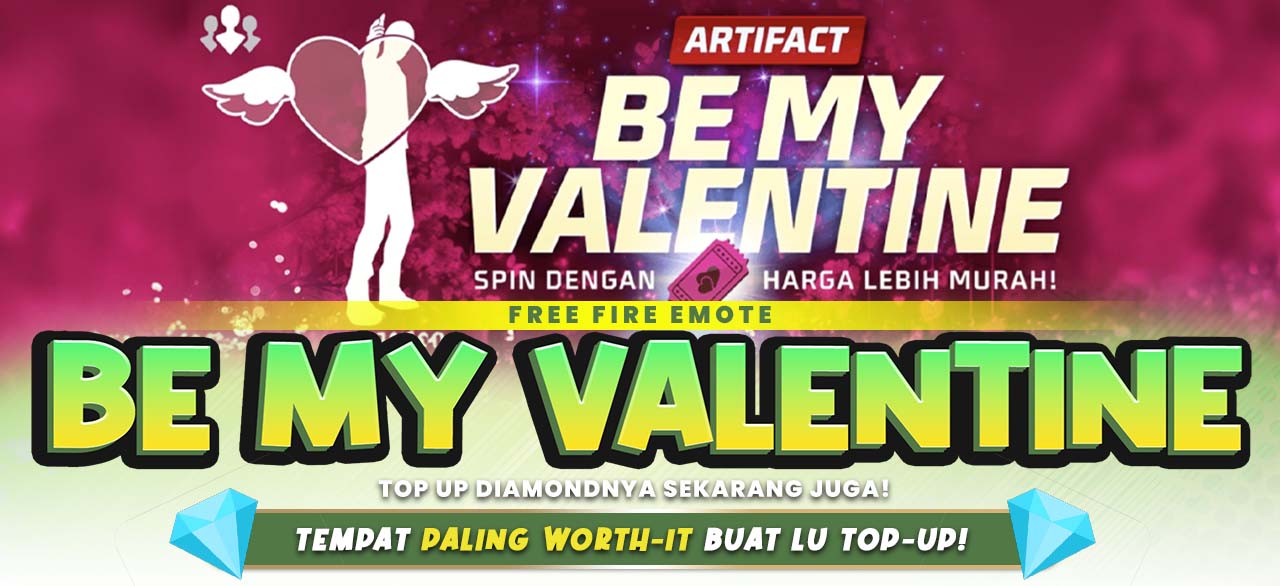 ARTIFACT
BE MY
VALENTINE
SPIN DENGAN HARGA LEBIH MURAH!
FREE FIRE EMOTE
BE MY VALENTINE
TOP UP DIAMONDNYA SEKARANG JUGA!
TEMPAT PALING WORTH-IT BUAT LU TOP-UP!